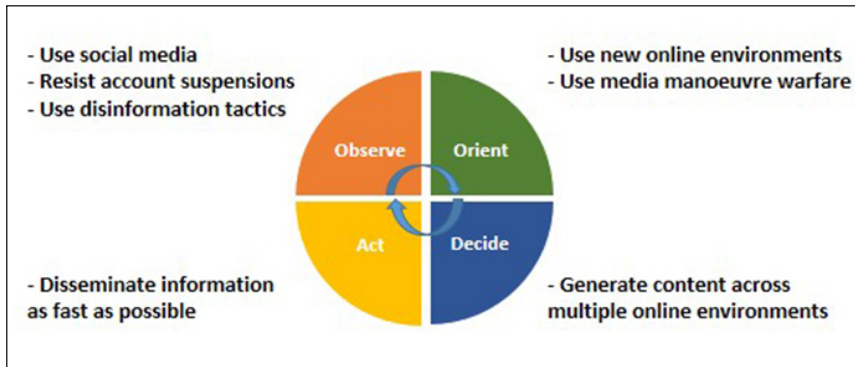 - Use social media
- Resist account suspensions
- Use disinformation tactics
- Use new online environments
- Use media manoeuvre warfare
Observe
Orient
Act
Decide
- Disseminate information
as fast as possible
- Generate content across
multiple online environments